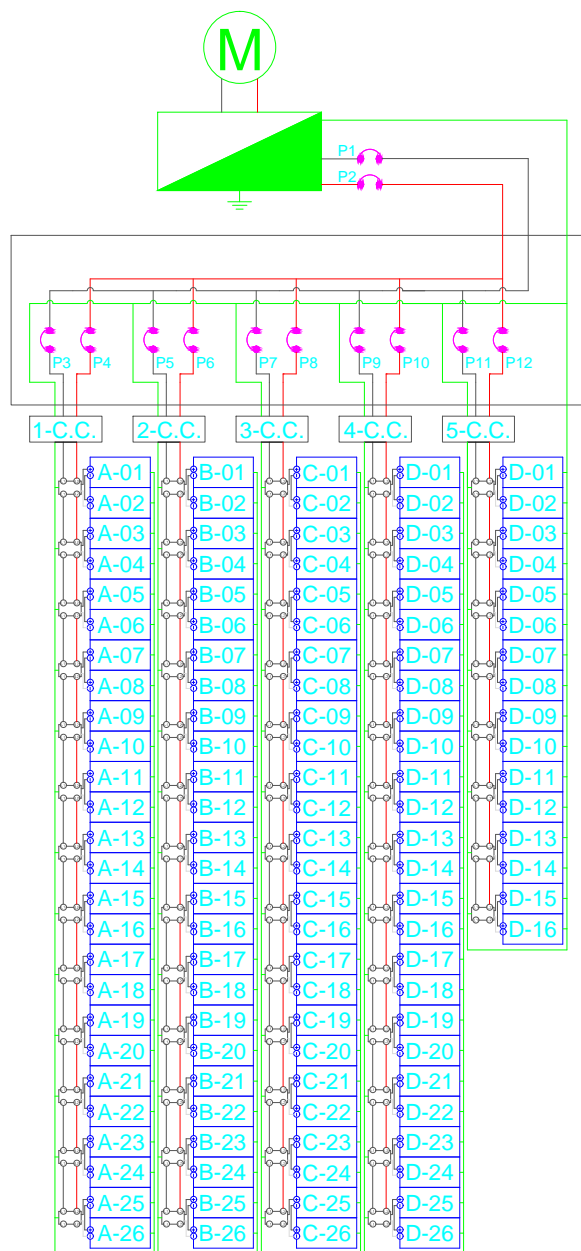 M
P1
P2
P3 P4 P5 P6 P7 P8 P9 P10 P11 P12
1-C.C. 2-C.C. 3-C.C. 4-C.C. 5-C.C.
A-01 B-01 C-01 D-01 D-01
A-02 B-02 C-02 D-02 D-02
A-03 B-03 C-03 D-03 D-03
A-04 B-04 C-04 D-04 D-04
A-05 B-05 C-05 D-05 D-05
A-06 B-06 C-06 D-06 D-06
A-07 B-07 C-07 D-07 D-07
A-08 B-08 C-08 D-08 D-08
A-09 B-09 C-09 D-09 D-09
A-10 B-10 C-10 D-10 D-10
A-11 B-11 C-11 D-11 D-11
A-12 B-12 C-12 D-12 D-12
A-13 B-13 C-13 D-13 D-13
A-14 B-14 C-14 D-14 D-14
A-15 B-15 C-15 D-15 D-15
A-16 B-16 C-16 D-16 D-16
A-17 B-17 C-17 D-17
A-18 B-18 C-18 D-18
A-19 B-19 C-19 D-19
A-20 B-20 C-20 D-20
A-21 B-21 C-21 D-21
A-22 B-22 C-22 D-22
A-23 B-23 C-23 D-23
A-24 B-24 C-24 D-24
A-25 B-25 C-25 D-25
A-26 B-26 C-26 D-26